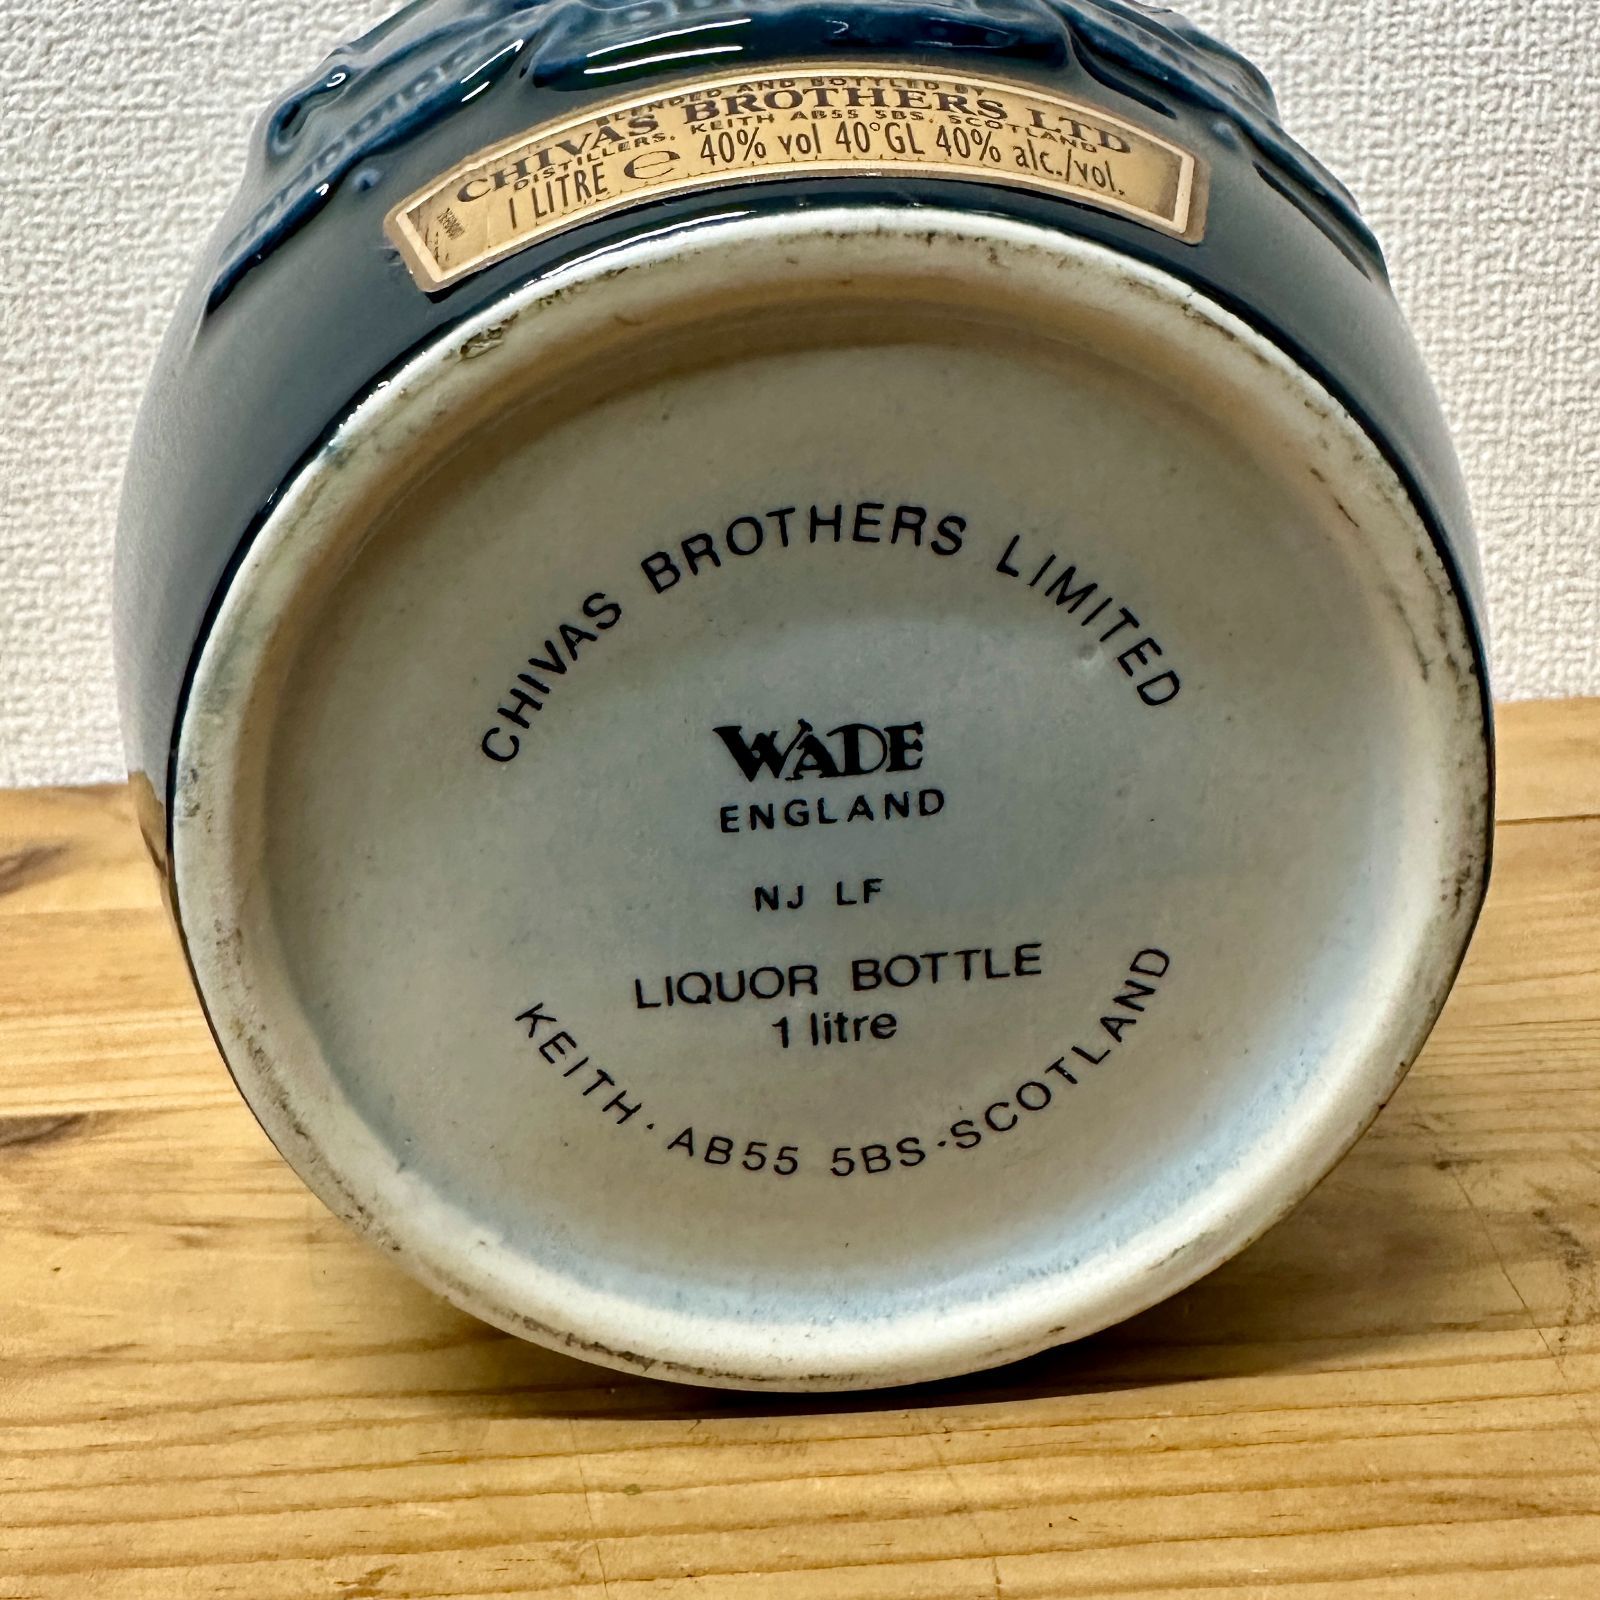 BLENDED AND BOTTLED BY
CHIVAS BROTHERS LTD
DISTILLERS. KEITH AB55 5BS. SCOTLAND
1 LITRE e 40% vol 40°GL 40% alc./vol.
CHIVAS BROTHERS LIMITED
WADE
ENGLAND
NJ LF
LIQUOR BOTTLE
1 litre
KEITH · AB55 5BS · SCOTLAND